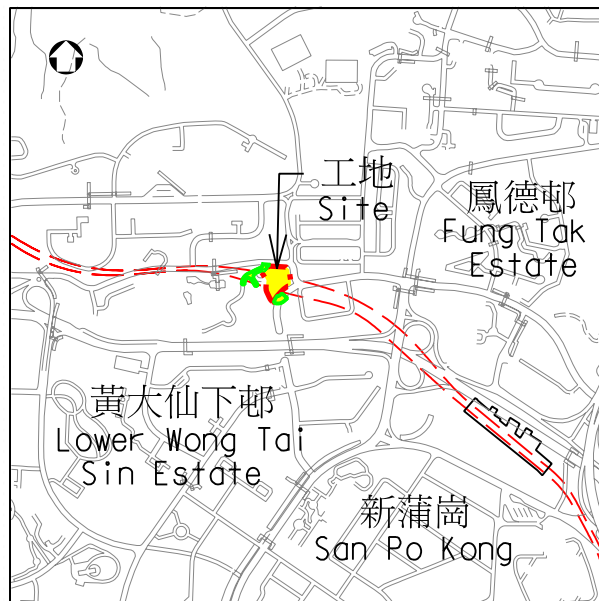 工地
Site
鳳德邨
Fung Tak
Estate
黃大仙下邨
Lower Wong Tai
Sin Estate
新蒲崗
San Po Kong